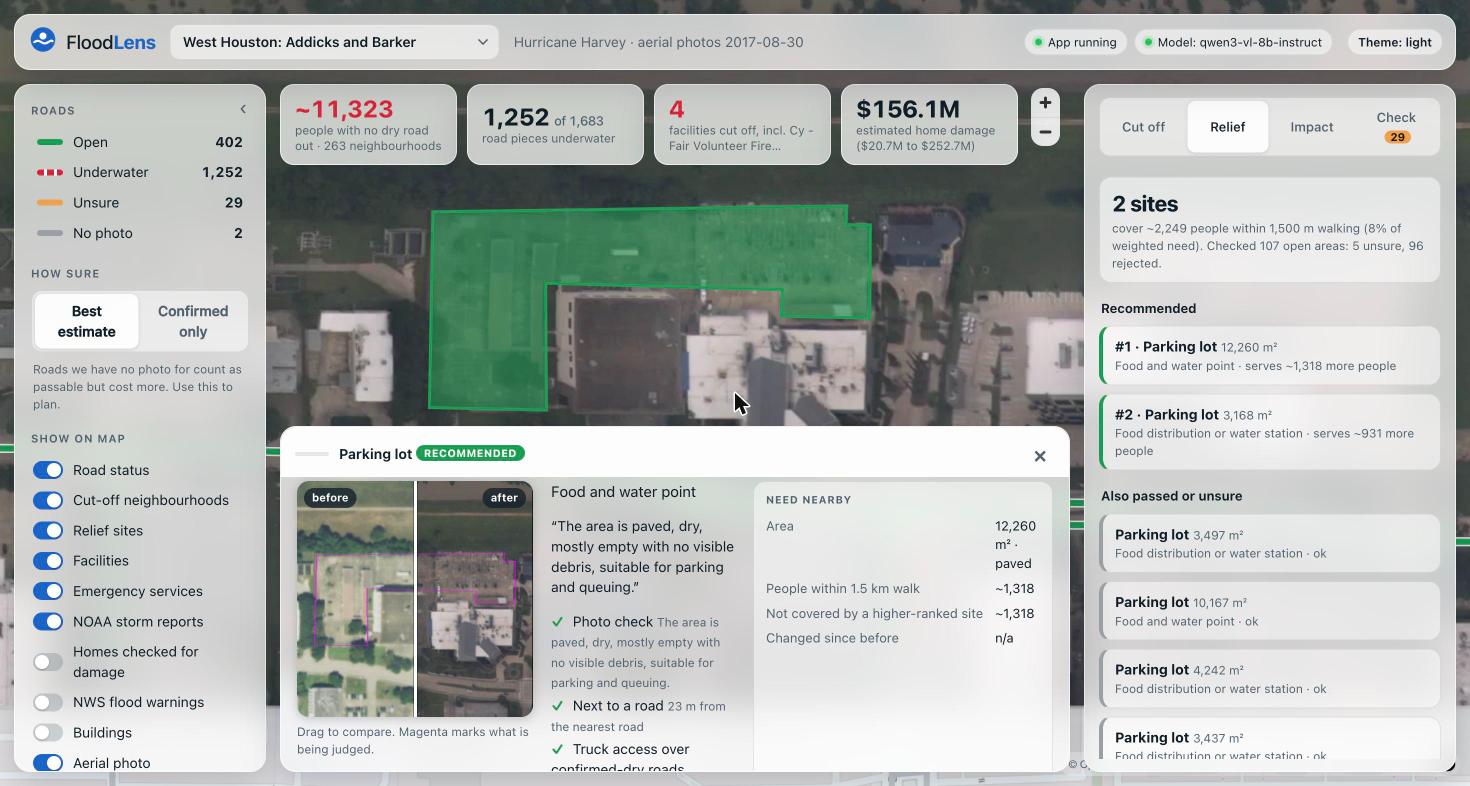 FloodLens
West Houston: Addicks and Barker
Hurricane Harvey · aerial photos 2017-08-30
App running
Model: qwen3-vl-8b-instruct
Theme: light
ROADS
Open 402
Underwater 1,252
Unsure 29
No photo 2
HOW SURE
Best
estimate
Confirmed
only
Roads we have no photo for count as
passable but cost more. Use this to
plan.
SHOW ON MAP
Road status
Cut-off neighbourhoods
Relief sites
Facilities
Emergency services
NOAA storm reports
Homes checked for
damage
NWS flood warnings
Buildings
Aerial photo
~11,323
people with no dry road
out · 263 neighbourhoods
1,252 of 1,683
road pieces underwater
4
facilities cut off, incl. Cy -
Fair Volunteer Fire…
$156.1M
estimated home damage
($20.7M to $252.7M)
+
−
Parking lot RECOMMENDED
before
after
Drag to compare. Magenta marks what is
being judged.
Food and water point
“The area is paved, dry,
mostly empty with no visible
debris, suitable for parking
and queuing.”
Photo check The area is
paved, dry, mostly empty with
no visible debris, suitable for
parking and queuing.
Next to a road 23 m from
the nearest road
Truck access over
confirmed-dry roads
NEED NEARBY
Area 12,260
m² ·
paved
People within 1.5 km walk ~1,318
Not covered by a higher-ranked site ~1,318
Changed since before n/a
Cut off
Relief
Impact
Check
29
2 sites
cover ~2,249 people within 1,500 m walking (8% of
weighted need). Checked 107 open areas: 5 unsure, 96
rejected.
Recommended
#1 · Parking lot 12,260 m²
Food and water point · serves ~1,318 more people
#2 · Parking lot 3,168 m²
Food distribution or water station · serves ~931 more
people
Also passed or unsure
Parking lot 3,497 m²
Food distribution or water station · ok
Parking lot 10,167 m²
Food and water point · ok
Parking lot 4,242 m²
Food distribution or water station · ok
Parking lot 3,437 m²
Food distribution or water station · ok